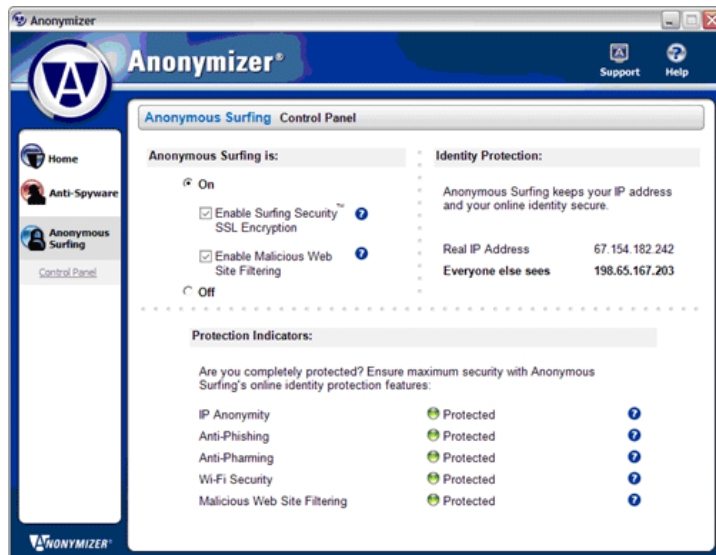 Anonymizer
Anonymizer®
Support
Help
Home
Anti-Spyware
Anonymous
Surfing
Control Panel
Anonymous Surfing Control Panel
Anonymous Surfing is:
On
Enable Surfing Security™
SSL Encryption
Enable Malicious Web
Site Filtering
Off
Identity Protection:
Anonymous Surfing keeps your IP address
and your online identity secure.
Real IP Address 67.154.182.242
Everyone else sees 198.65.167.203
Protection Indicators:
Are you completely protected? Ensure maximum security with Anonymous
Surfing's online identity protection features:
IP Anonymity Protected
Anti-Phishing Protected
Anti-Pharming Protected
Wi-Fi Security Protected
Malicious Web Site Filtering Protected
ANONYMIZER®